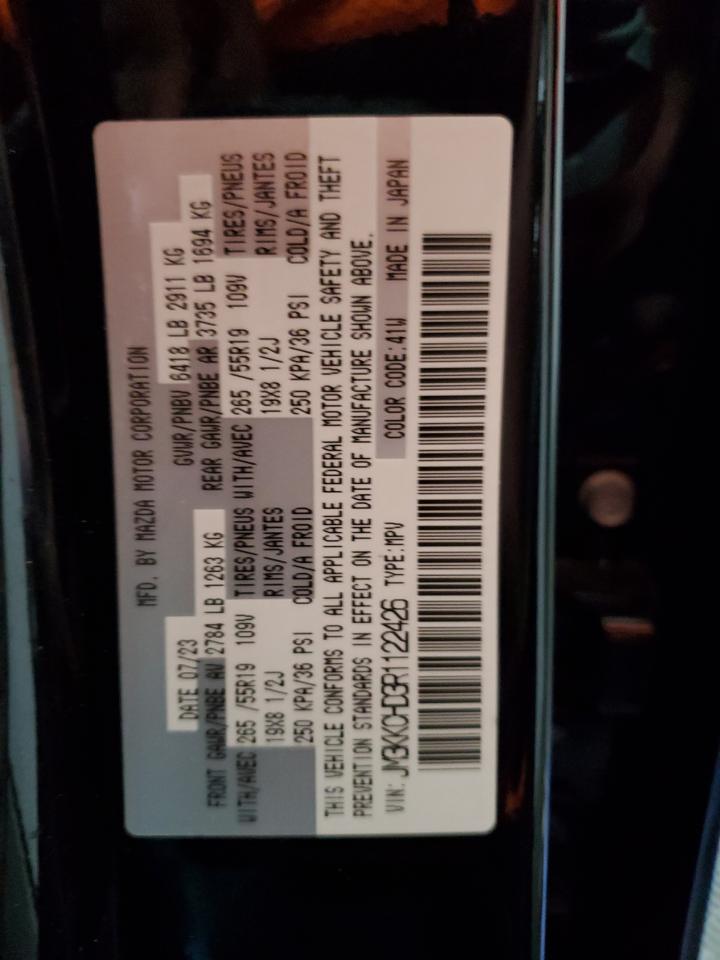 MFD. BY MAZDA MOTOR CORPORATION
DATE 07/23 GVWR/PNBV 6418 LB 2911 KG
FRONT GAWR/PNBE AV 2784 LB 1263 KG REAR GAWR/PNBE AR 3735 LB 1694 KG
WITH/AVEC 265 /55R19 109V TIRES/PNEUS WITH/AVEC 265 /55R19 109V TIRES/PNEUS
19X8 1/2J RIMS/JANTES 19X8 1/2J RIMS/JANTES
250 KPA/36 PSI COLD/A FROID 250 KPA/36 PSI COLD/A FROID
THIS VEHICLE CONFORMS TO ALL APPLICABLE FEDERAL MOTOR VEHICLE SAFETY AND THEFT
PREVENTION STANDARDS IN EFFECT ON THE DATE OF MANUFACTURE SHOWN ABOVE.
VIN: JM3KKCHD3R1122426 TYPE:MPV COLOR CODE:41W MADE IN JAPAN